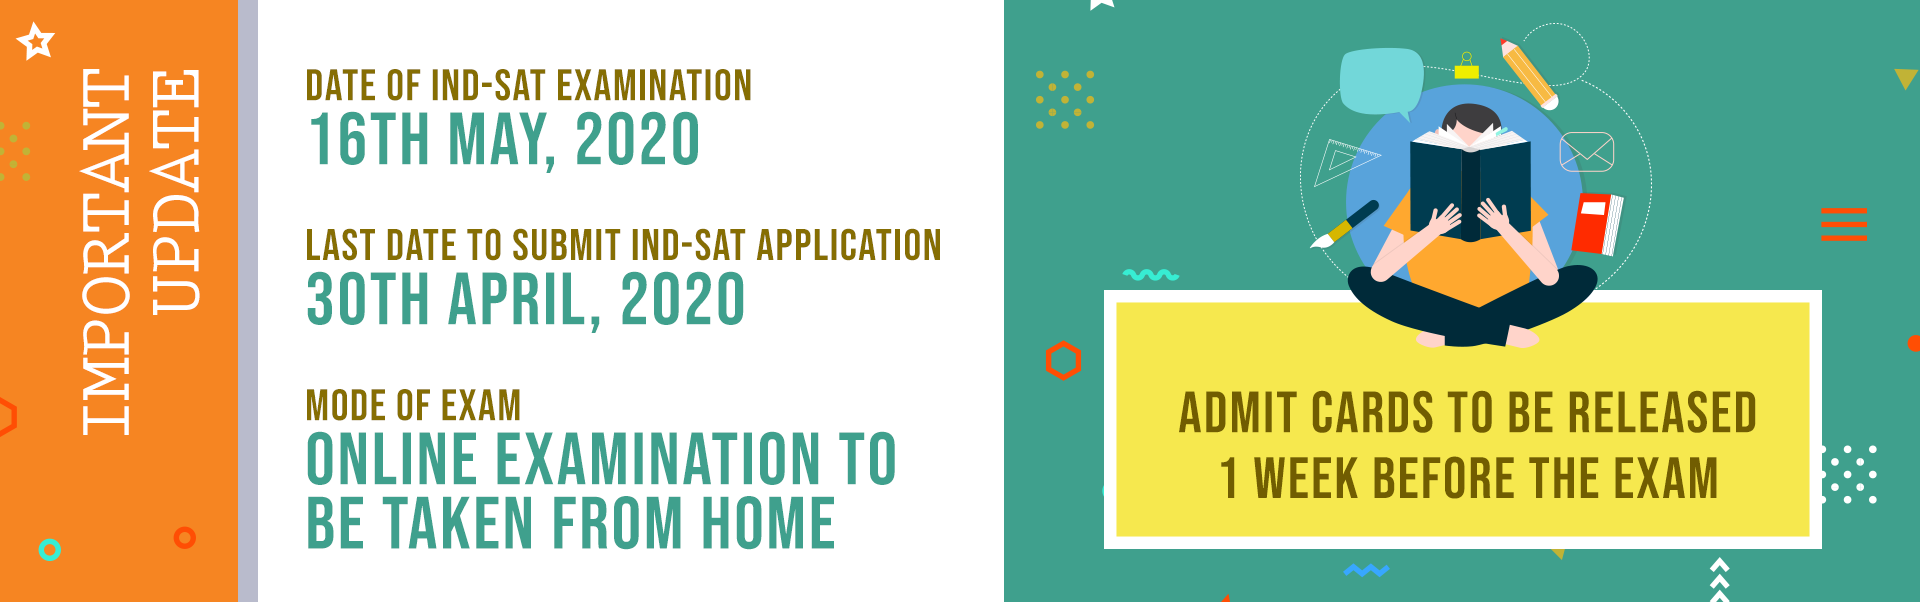 IMPORTANT
UPDATE
DATE OF IND-SAT EXAMINATION
16TH MAY, 2020
LAST DATE TO SUBMIT IND-SAT APPLICATION
30TH APRIL, 2020
MODE OF EXAM
ONLINE EXAMINATION TO
BE TAKEN FROM HOME
ADMIT CARDS TO BE RELEASED
1 WEEK BEFORE THE EXAM